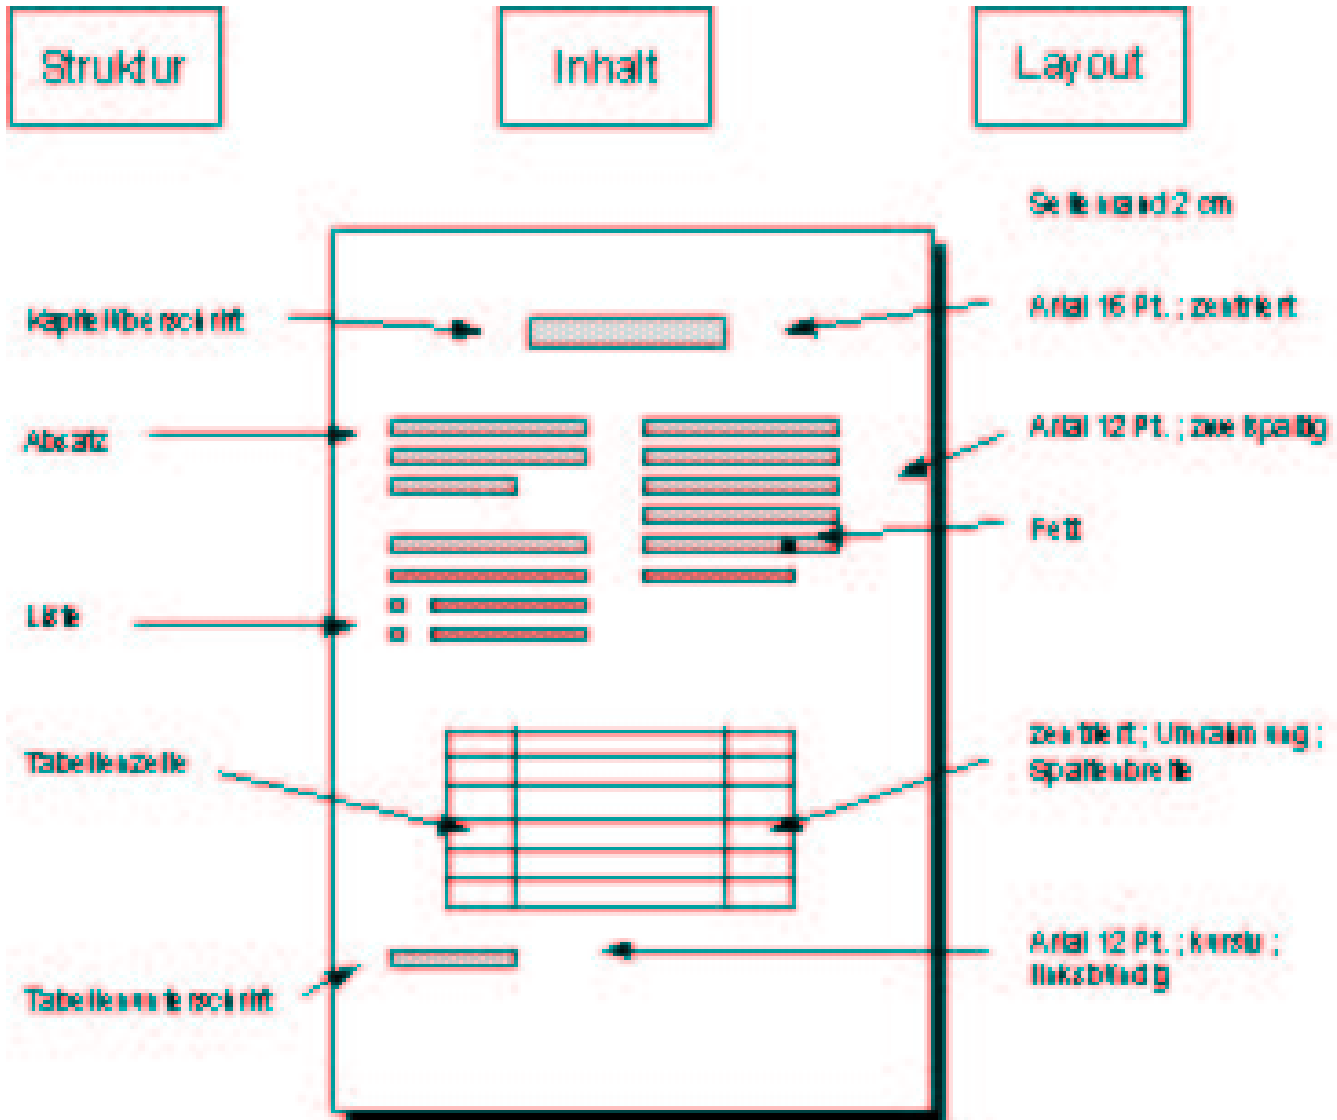 Struktur
Inhalt
Layout
Seitenrand 2 cm
Kapitelüberschrift
Arial 16 Pt. ; zentriert
Absatz
Arial 12 Pt. ; zweispaltig
Fett
Liste
Tabellenzelle
Zentriert ; Umrahmung ;
Spaltenbreite
Tabellenunterschrift
Arial 12 Pt. ; kursiv ;
linksbündig